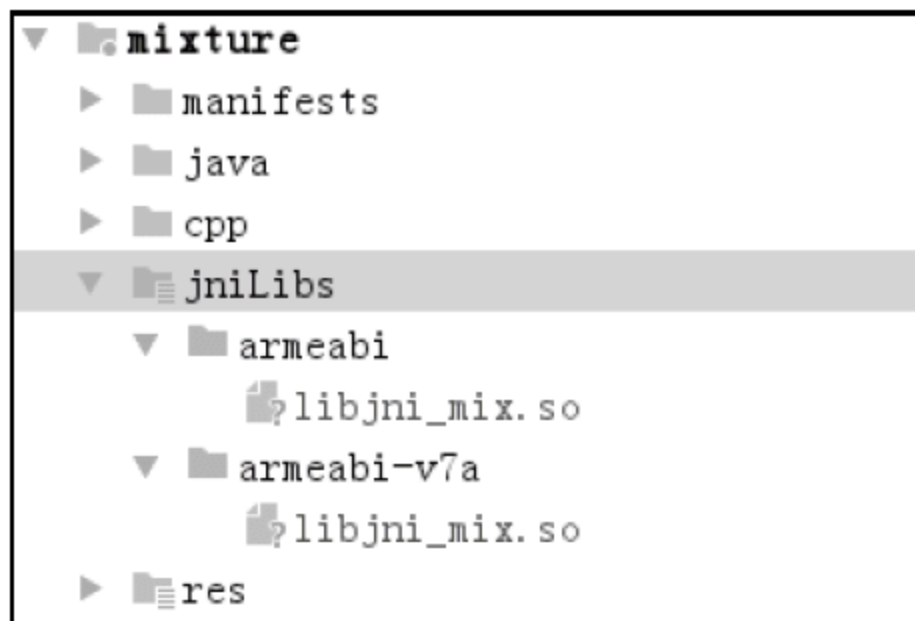 mixture
manifests
java
cpp
jniLibs
armeabi
libjni_mix.so
armeabi-v7a
libjni_mix.so
res